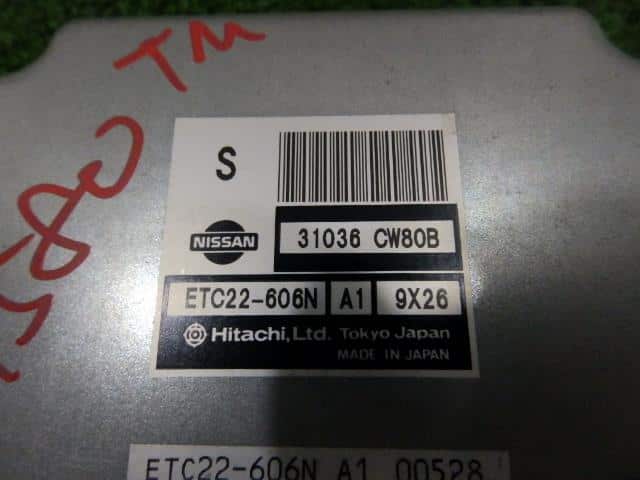 TM
580
S
NISSAN
31036 CW80B
ETC22-606N A1 9X26
Hitachi, Ltd. Tokyo Japan
MADE IN JAPAN
ETC22-606N A1 00528